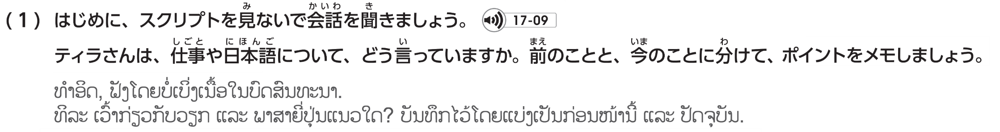 (1) はじめに、スクリプトを見ないで会話を聞きましょう。 17-09
ティラさんは、仕事や日本語について、どう言っていますか。前のことと、今のことに分けて、ポイントをメモしましょう。
ທຳອິດ, ຟັງໂດຍບໍ່ເບິ່ງເນື້ອໃນບົດສົນທະນາ.
ທິລະ ເວົ້າກ່ຽວກັບວຽກ ແລະ ພາສາຍີ່ປຸ່ນແນວໃດ? ບັນທຶກໄວ້ໂດຍແບ່ງເປັນກ່ອນໜ້ານີ້ ແລະ ປັດຈຸບັນ.